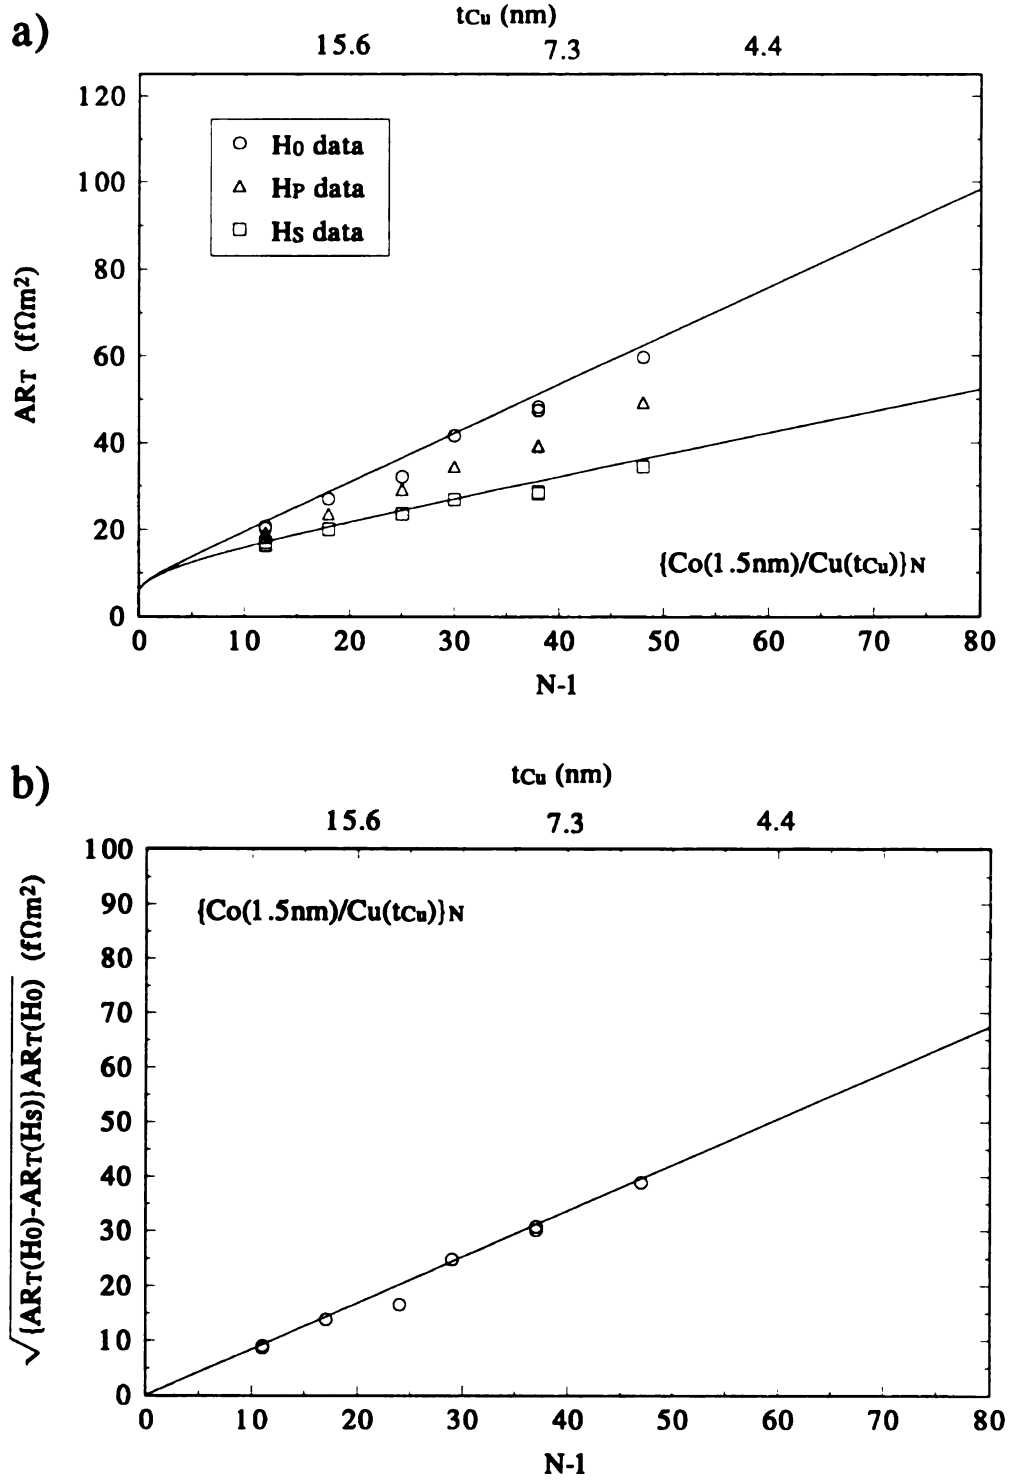 a)
tCu (nm)
15.6 7.3 4.4
120
100
80
60
40
20
0
ART (fΩm²)
H0 data
HP data
HS data
{Co(1.5nm)/Cu(tCu)}N
0 10 20 30 40 50 60 70 80
N-1
b)
tCu (nm)
15.6 7.3 4.4
100
90
80
70
60
50
40
30
20
10
0
√{ART(H0)-ART(HS)}ART(H0) (fΩm²)
{Co(1.5nm)/Cu(tCu)}N
0 10 20 30 40 50 60 70 80
N-1